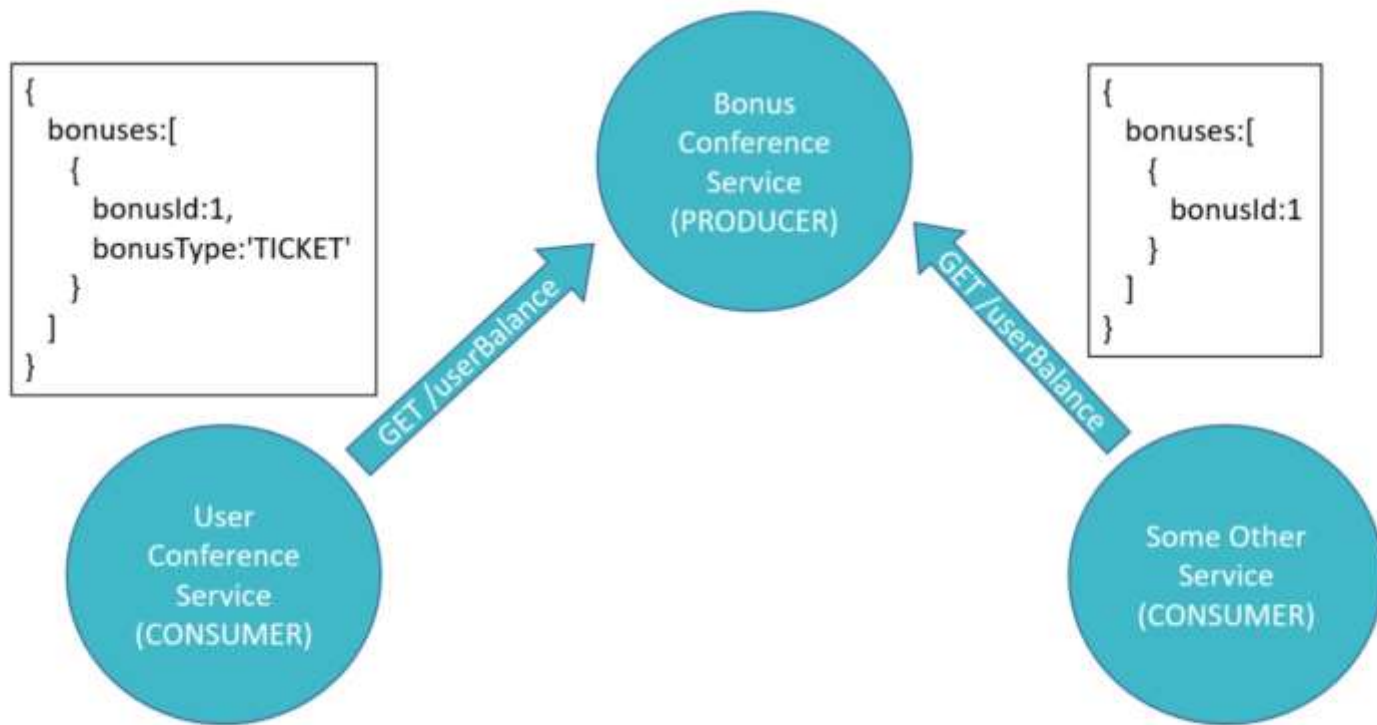 {
bonuses:[
{
bonusId:1,
bonusType:'TICKET'
}
]
}
Bonus
Conference
Service
(PRODUCER)
{
bonuses:[
{
bonusId:1
}
]
}
GET /userBalance
GET /userBalance
User
Conference
Service
(CONSUMER)
Some Other
Service
(CONSUMER)